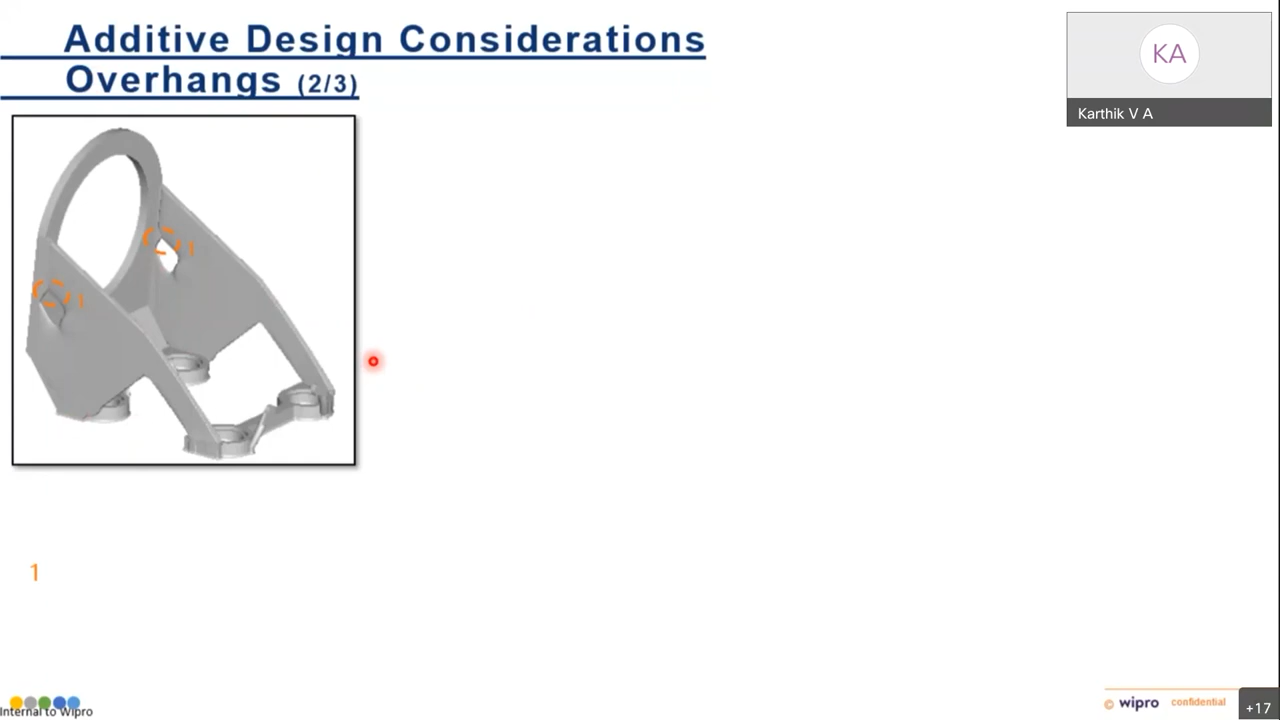 Additive Design Considerations
Overhangs (2/3)
KA
Karthik V A
1
1
1
Internal to Wipro
© wipro confidential
+17